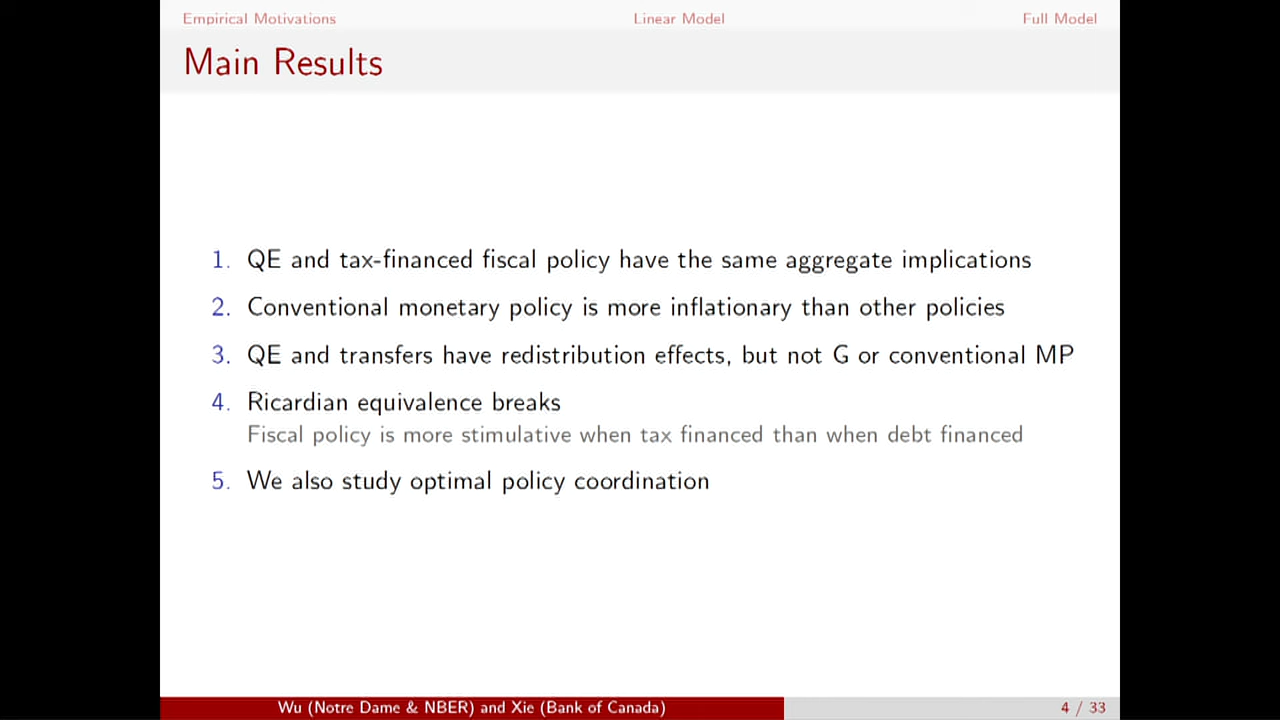 Empirical Motivations Linear Model Full Model
Main Results
1. QE and tax-financed fiscal policy have the same aggregate implications
2. Conventional monetary policy is more inflationary than other policies
3. QE and transfers have redistribution effects, but not G or conventional MP
4. Ricardian equivalence breaks
Fiscal policy is more stimulative when tax financed than when debt financed
5. We also study optimal policy coordination
Wu (Notre Dame & NBER) and Xie (Bank of Canada) 4 / 33